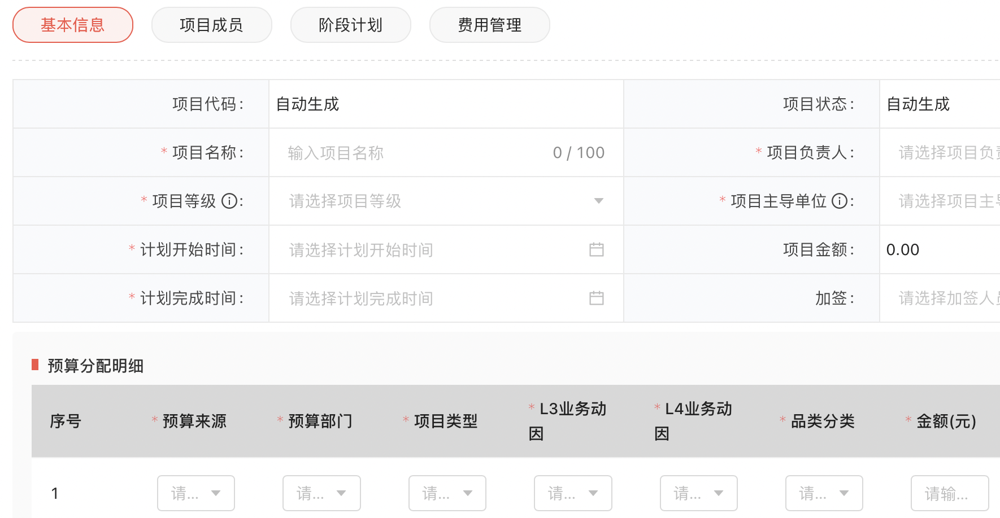 基本信息 项目成员 阶段计划 费用管理
项目代码: 自动生成 项目状态: 自动生成
* 项目名称: 输入项目名称 0 / 100 * 项目负责人: 请选择项目负
* 项目等级 ⓘ: 请选择项目等级 * 项目主导单位 ⓘ: 请选择项目主
* 计划开始时间: 请选择计划开始时间 项目金额: 0.00
* 计划完成时间: 请选择计划完成时间 加签: 请选择加签人
预算分配明细
序号 * 预算来源 * 预算部门 * 项目类型 * L3业务动因 * L4业务动因 * 品类分类 * 金额(元)
1 请... 请... 请... 请... 请... 请... 请输...